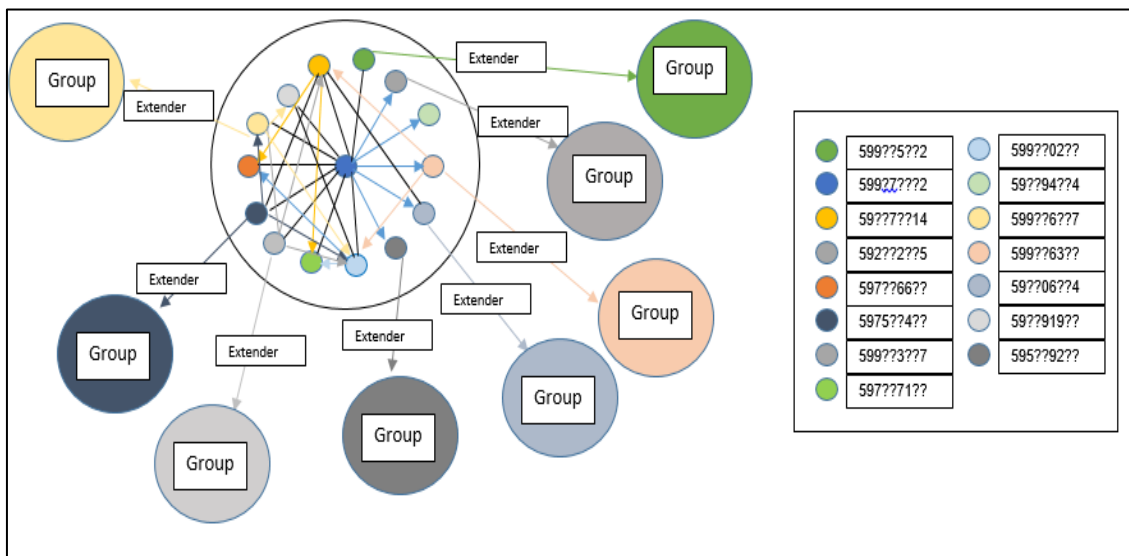 Group
Extender
Group
Extender
Extender
Group
Extender
Group
Extender
Group
Extender
Extender
Extender
Group
Group
Group
Group
599??5??2
599?7???2
59??7??14
592??2??5
597??66??
5975??4??
599??3??7
597??71??
599??02??
59??94??4
599??6??7
599??63??
59??06??4
59??919??
595??92??